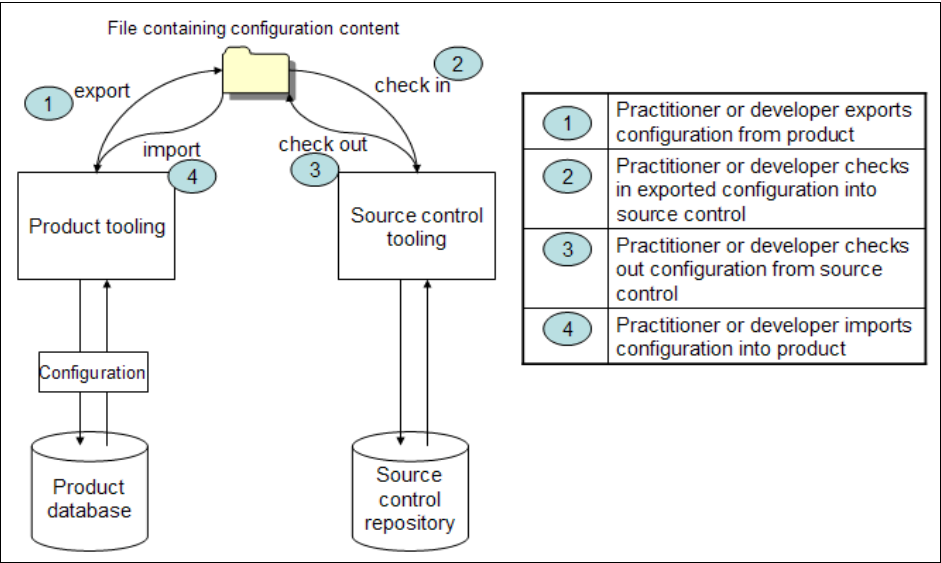 File containing configuration content
1
export
2
check in
import
4
check out
3
Product tooling
Source control
tooling
Configuration
Product
database
Source
control
repository
1
Practitioner or developer exports
configuration from product
2
Practitioner or developer checks
in exported configuration into
source control
3
Practitioner or developer checks
out configuration from source
control
4
Practitioner or developer imports
configuration into product